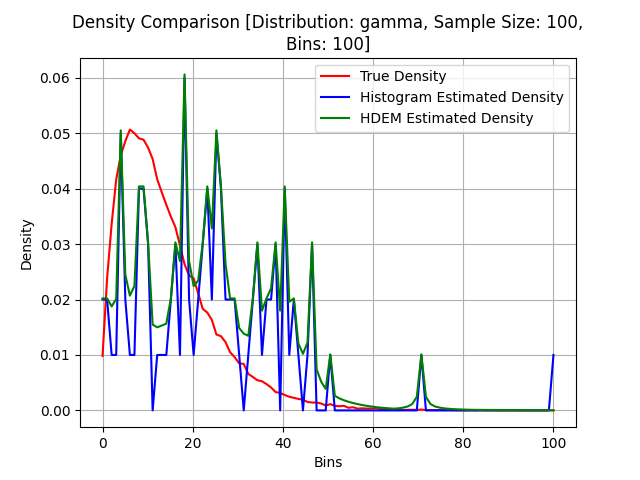 Density Comparison [Distribution: gamma, Sample Size: 100,
Bins: 100]
True Density
Histogram Estimated Density
HDEM Estimated Density
Density
0.06
0.05
0.04
0.03
0.02
0.01
0.00
0 20 40 60 80 100
Bins